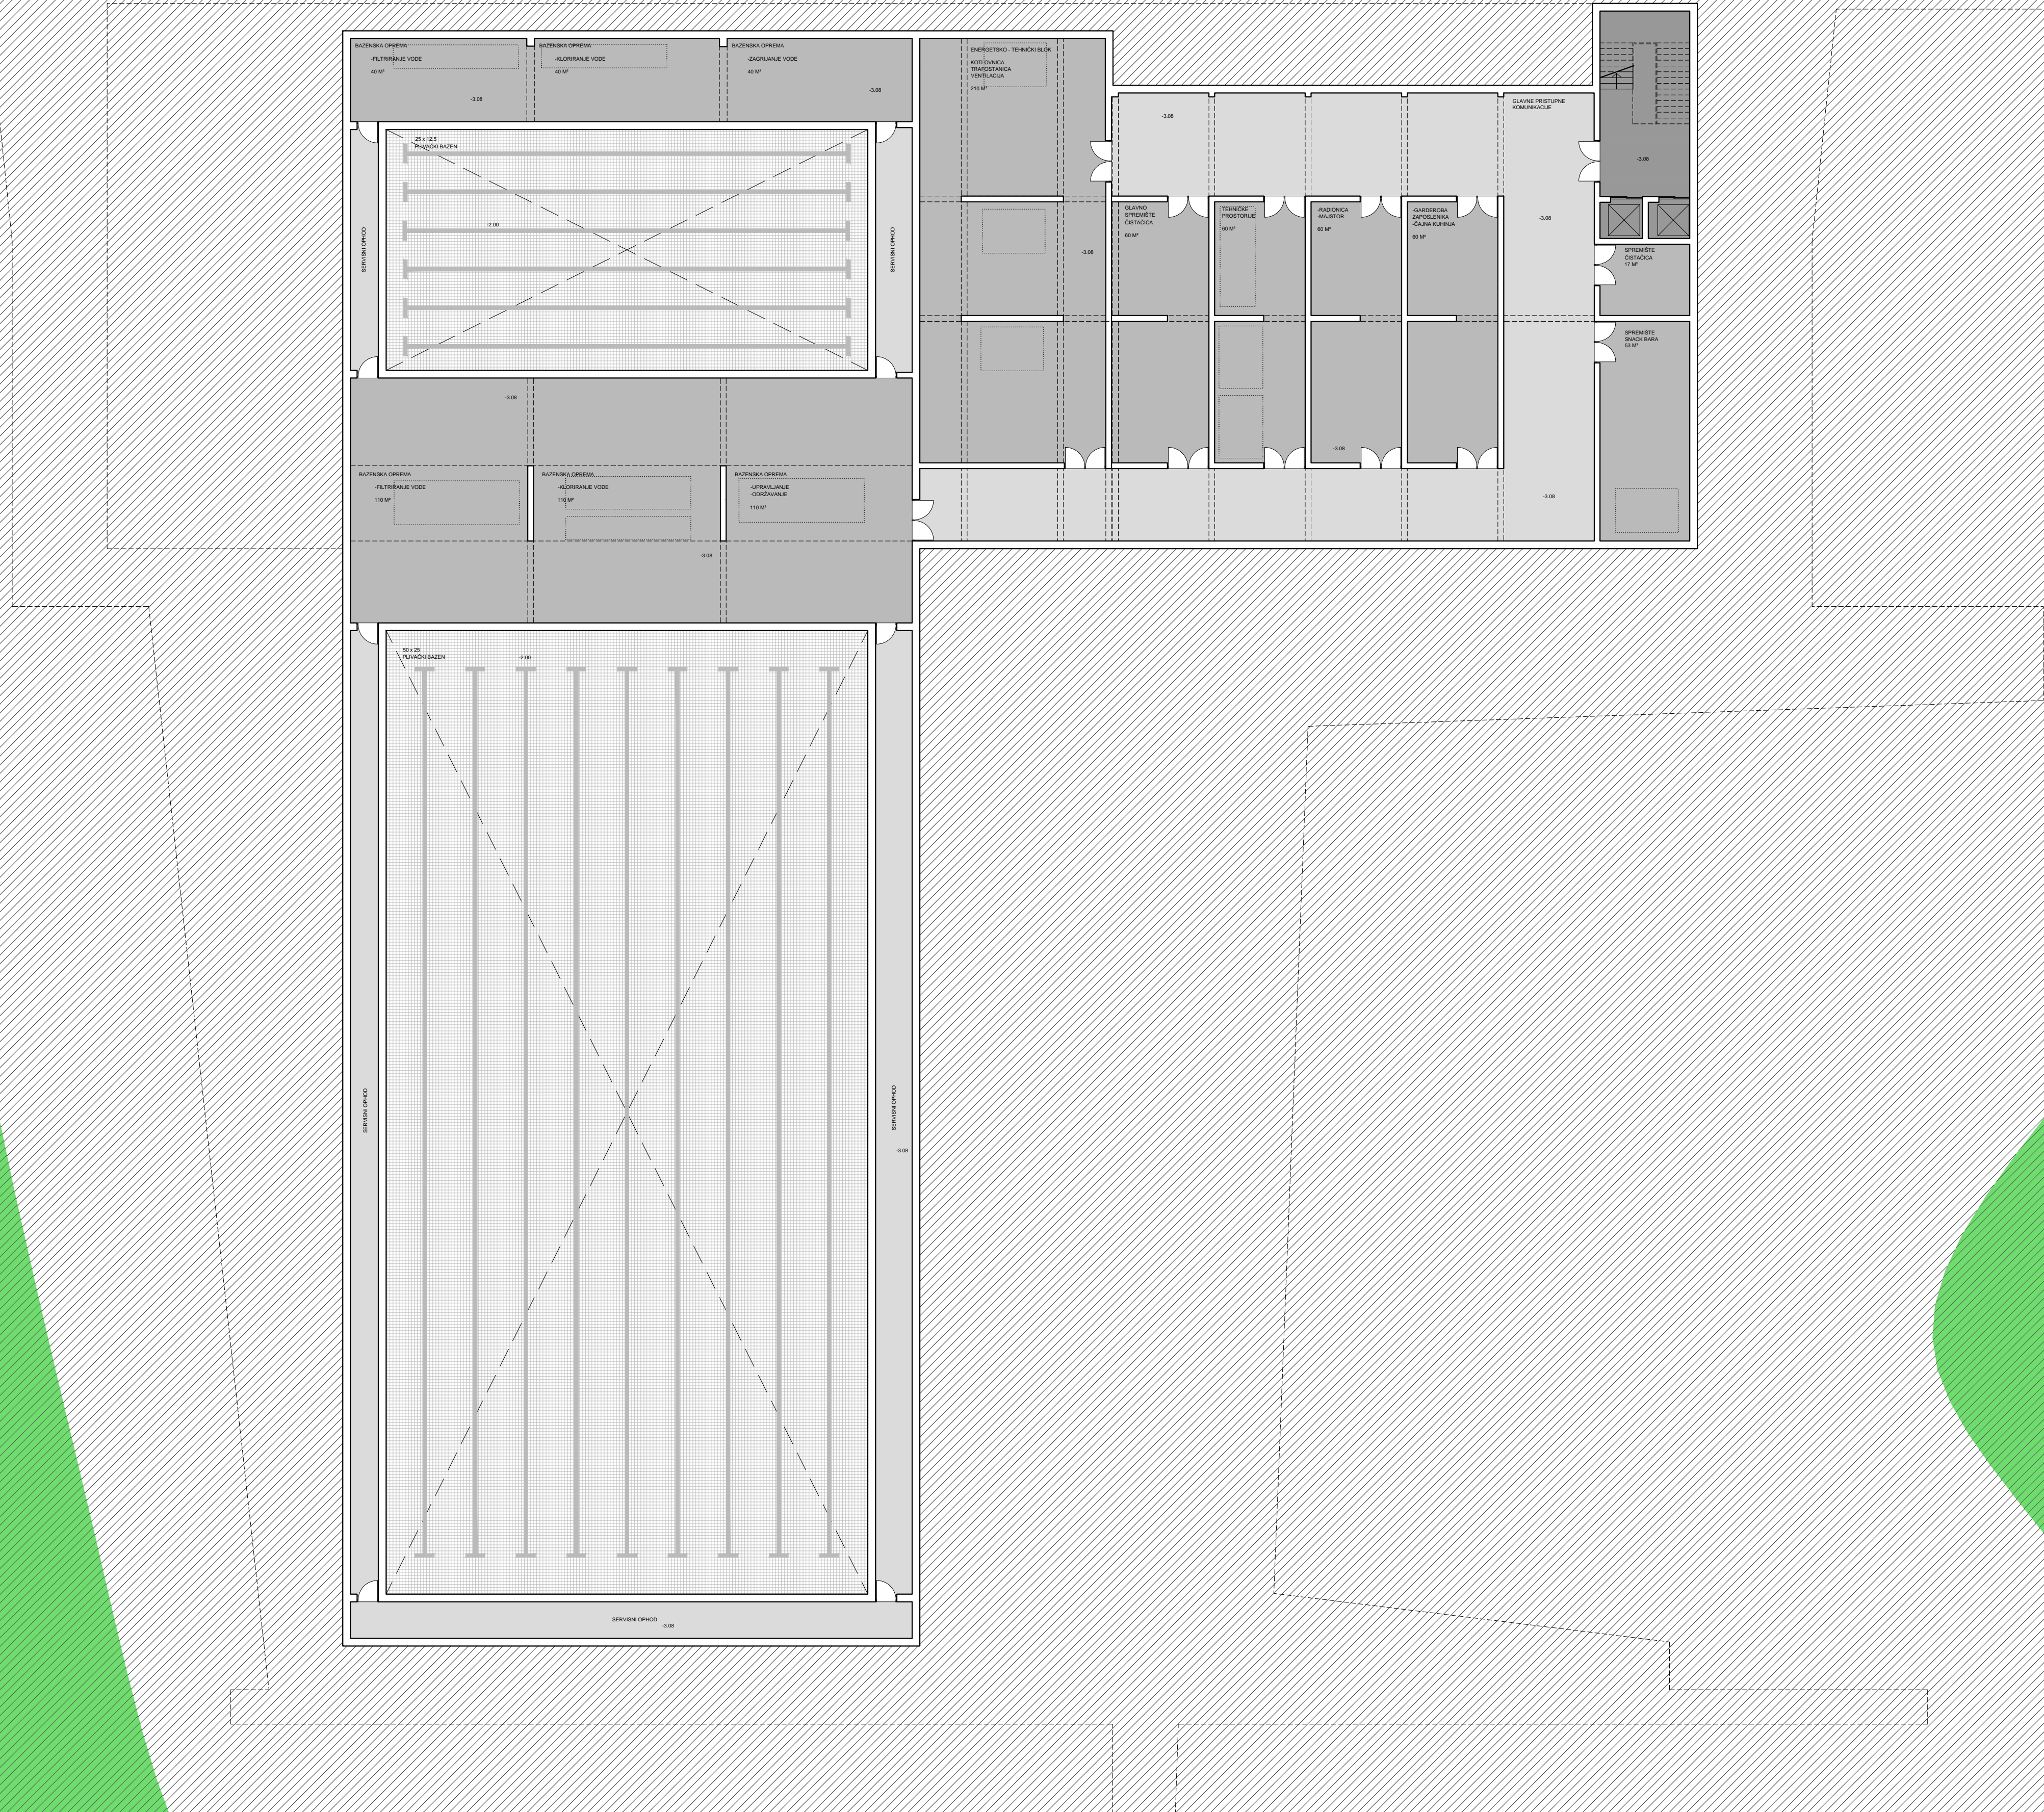 BAZENSKA OPREMA
-FILTRIRANJE VODE
40 M²
-3.08
BAZENSKA OPREMA
-KLORIRANJE VODE
40 M²
BAZENSKA OPREMA
-ZAGRIJANJE VODE
40 M²
-3.08
ENERGETSKO - TEHNIČKI BLOK
-KOTLOVNICA
TRAFOSTANICA
VENTILACIJA
210 M²
-3.08
-3.08
GLAVNE PRISTUPNE
KOMUNIKACIJE
-3.08
-3.08
25 x 12.5
PLIVAČKI BAZEN
-2.00
SERVISNI OPHOD
SERVISNI OPHOD
GLAVNO
SPREMIŠTE
ČISTAČICA
60 M²
TEHNIČKE
PROSTORIJE
60 M²
-RADIONICA
-MAJSTOR
60 M²
-GARDEROBA
ZAPOSLENIKA
-ČAJNA KUHINJA
60 M²
SPREMIŠTE
ČISTAČICA
17 M²
SPREMIŠTE
SNACK BARA
53 M²
-3.08
-3.08
-3.08
BAZENSKA OPREMA
-FILTRIRANJE VODE
110 M²
BAZENSKA OPREMA
-KLORIRANJE VODE
110 M²
BAZENSKA OPREMA
-UPRAVLJANJE
-ODRŽAVANJE
110 M²
-3.08
50 x 25
PLIVAČKI BAZEN
-2.00
SERVISNI OPHOD
SERVISNI OPHOD
-3.08
SERVISNI OPHOD
-3.08